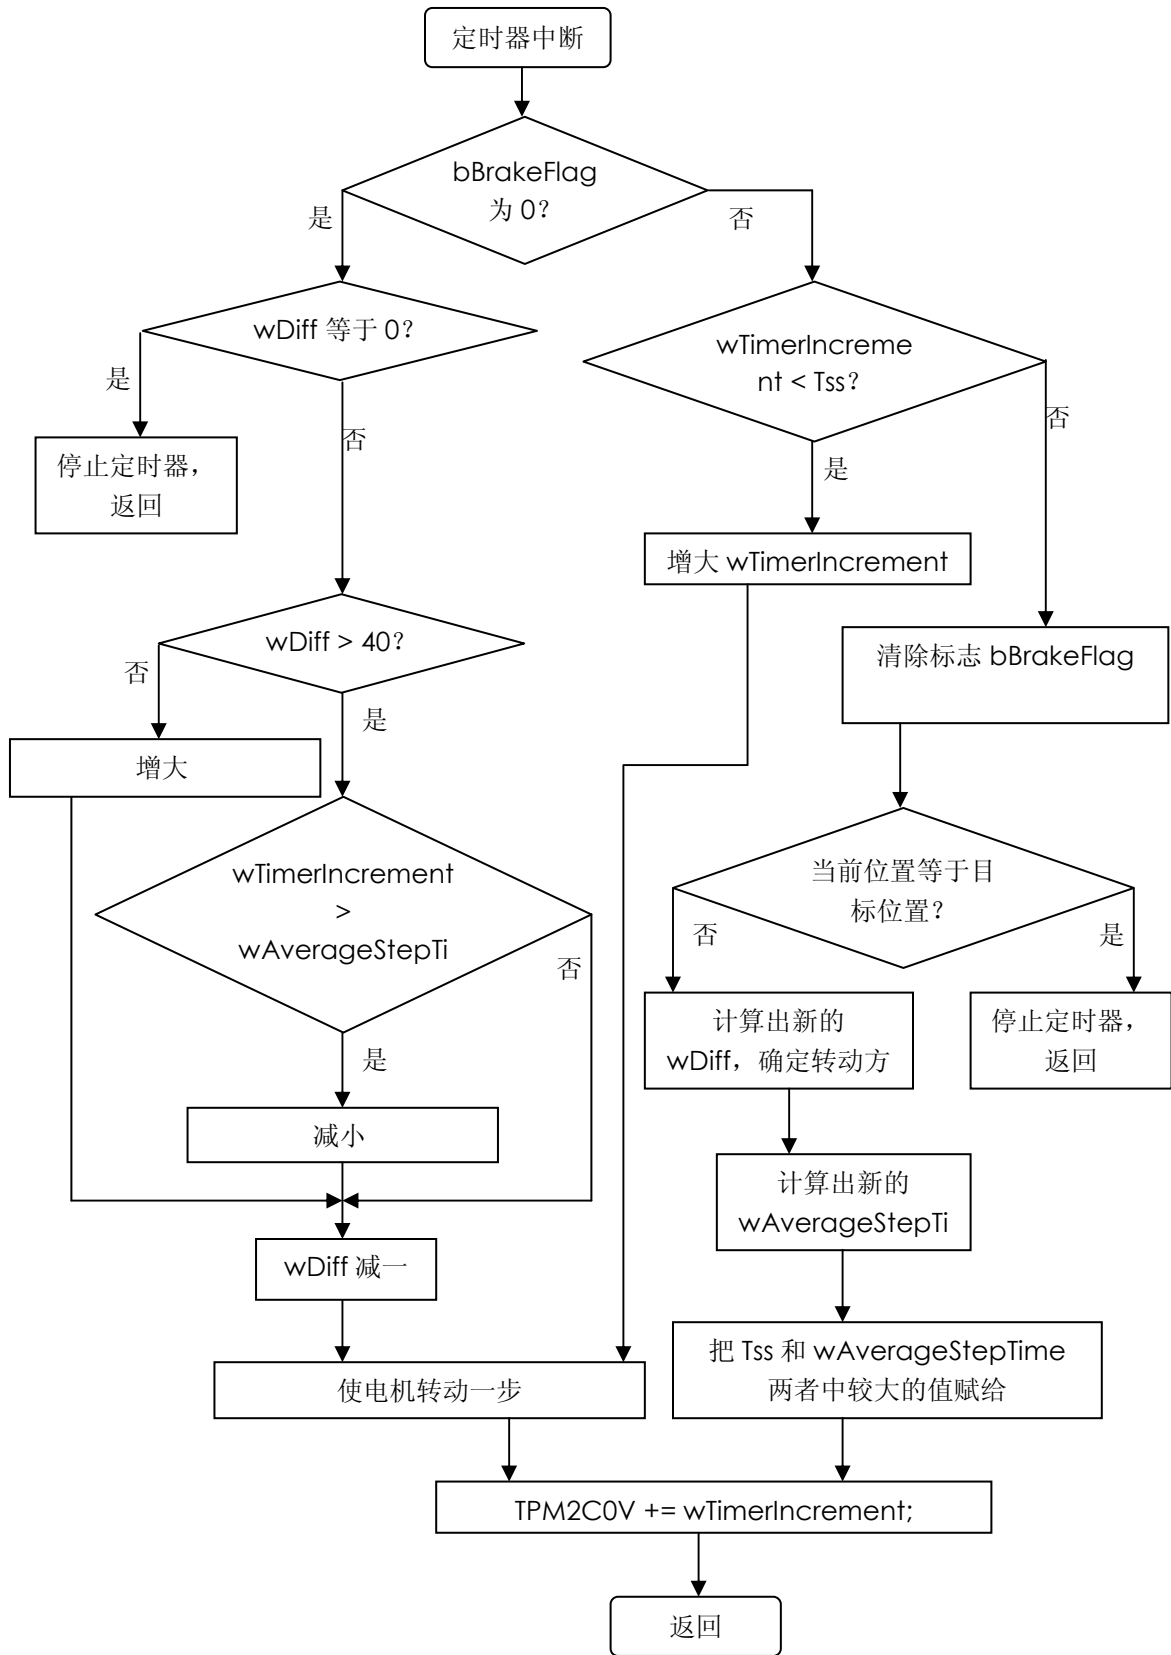 定时器中断
bBrakeFlag
为 0？
是
否
wDiff 等于 0？
wTimerIncreme
nt < Tss？
是
否
否
停止定时器，
返回
是
增大 wTimerIncrement
wDiff > 40？
清除标志 bBrakeFlag
否
是
增大
wTimerIncrement
>
wAverageStepTi
当前位置等于目
标位置？
否
是
否
计算出新的
wDiff，确定转动方
停止定时器，
返回
是
减小
计算出新的
wAverageStepTi
wDiff 减一
把 Tss 和 wAverageStepTime
两者中较大的值赋给
使电机转动一步
TPM2C0V += wTimerIncrement;
返回